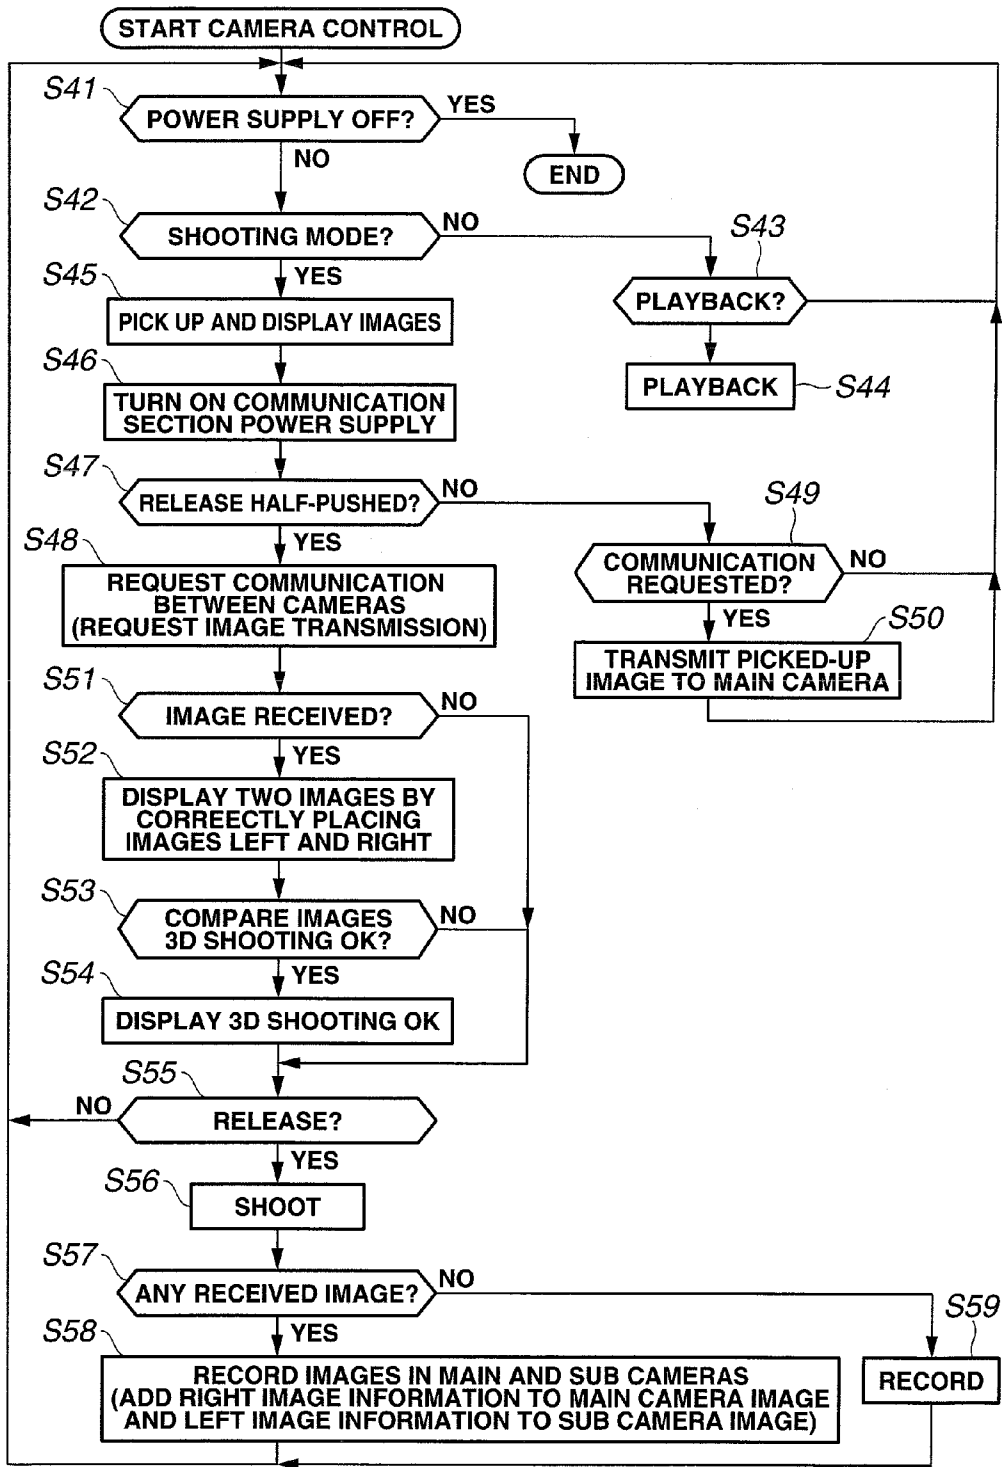 START CAMERA CONTROL
S41
POWER SUPPLY OFF?
YES
NO
END
S42
SHOOTING MODE?
NO
YES
S43
PLAYBACK?
S45
PICK UP AND DISPLAY IMAGES
PLAYBACK
S44
S46
TURN ON COMMUNICATION
SECTION POWER SUPPLY
S47
RELEASE HALF-PUSHED?
NO
YES
S49
COMMUNICATION
REQUESTED?
NO
YES
S48
REQUEST COMMUNICATION
BETWEEN CAMERAS
(REQUEST IMAGE TRANSMISSION)
S50
TRANSMIT PICKED-UP
IMAGE TO MAIN CAMERA
S51
IMAGE RECEIVED?
NO
YES
S52
DISPLAY TWO IMAGES BY
CORREECTLY PLACING
IMAGES LEFT AND RIGHT
S53
COMPARE IMAGES
3D SHOOTING OK?
NO
YES
S54
DISPLAY 3D SHOOTING OK
S55
NO
RELEASE?
YES
S56
SHOOT
S57
ANY RECEIVED IMAGE?
NO
YES
S58
RECORD IMAGES IN MAIN AND SUB CAMERAS
(ADD RIGHT IMAGE INFORMATION TO MAIN CAMERA IMAGE
AND LEFT IMAGE INFORMATION TO SUB CAMERA IMAGE)
S59
RECORD